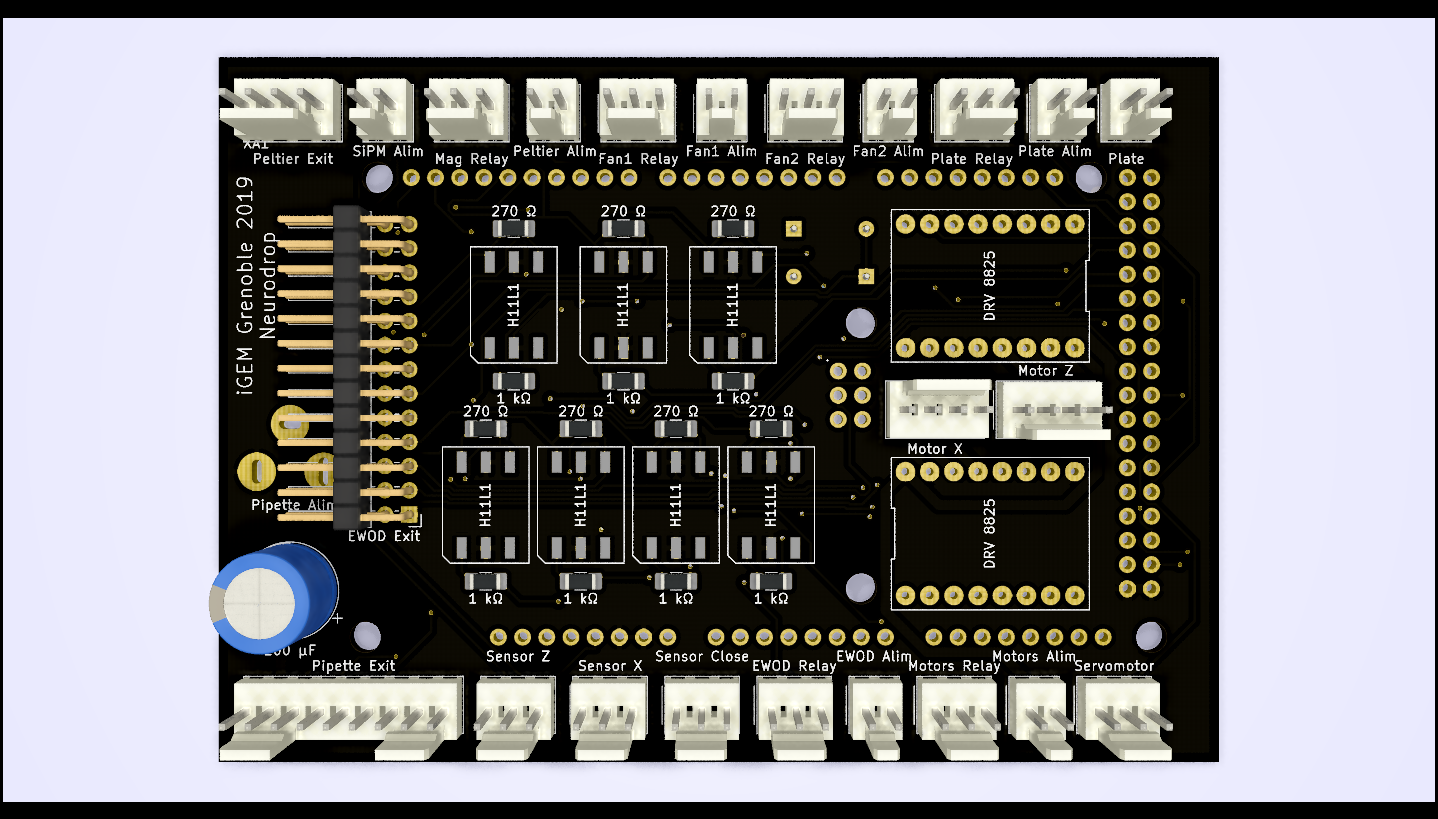 XA1
Peltier Exit
SiPM Alim
Mag Relay
Peltier Alim
Fan1 Relay
Fan1 Alim
Fan2 Relay
Fan2 Alim
Plate Relay
Plate Alim
Plate
iGEM Grenoble 2019
Neurodrop
270 Ω
270 Ω
270 Ω
H11L1
H11L1
H11L1
DRV 8825
1 kΩ
1 kΩ
1 kΩ
Motor Z
270 Ω
270 Ω
270 Ω
270 Ω
Motor X
H11L1
H11L1
H11L1
H11L1
DRV 8825
Pipette Alim
EWOD Exit
1 kΩ
1 kΩ
1 kΩ
1 kΩ
+
µF
Pipette Exit
Sensor Z
Sensor X
Sensor Close
EWOD Relay
EWOD Alim
Motors Relay
Motors Alim
Servomotor